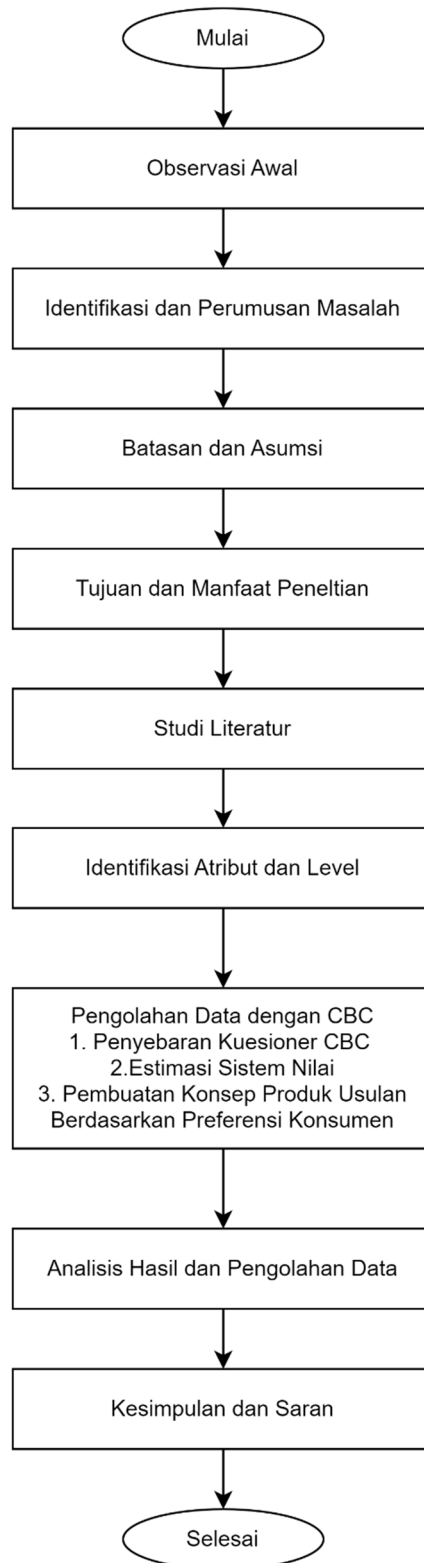 Mulai
Observasi Awal
Identifikasi dan Perumusan Masalah
Batasan dan Asumsi
Tujuan dan Manfaat Peneltian
Studi Literatur
Identifikasi Atribut dan Level
Pengolahan Data dengan CBC
1. Penyebaran Kuesioner CBC
2.Estimasi Sistem Nilai
3. Pembuatan Konsep Produk Usulan
Berdasarkan Preferensi Konsumen
Analisis Hasil dan Pengolahan Data
Kesimpulan dan Saran
Selesai